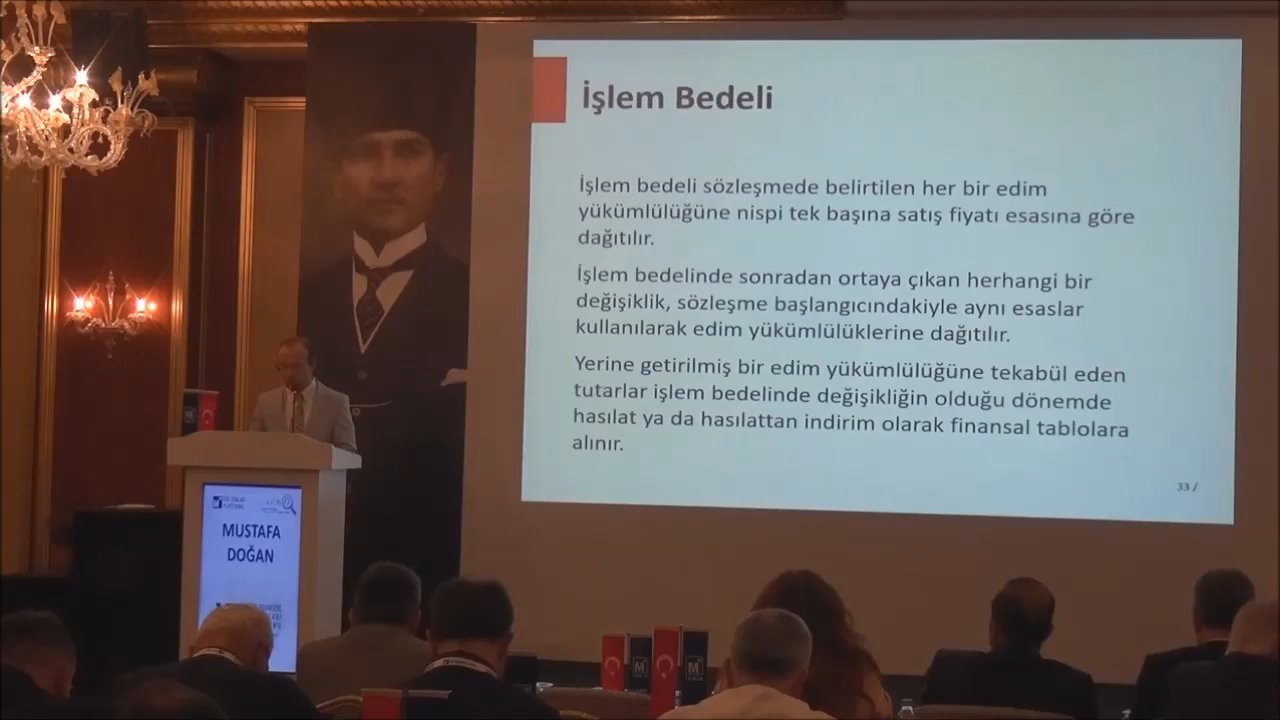 İşlem Bedeli
İşlem bedeli sözleşmede belirtilen her bir edim
yükümlülüğüne nispi tek başına satış fiyatı esasına göre
dağıtılır.
İşlem bedelinde sonradan ortaya çıkan herhangi bir
değişiklik, sözleşme başlangıcındakiyle aynı esaslar
kullanılarak edim yükümlülüklerine dağıtılır.
Yerine getirilmiş bir edim yükümlülüğüne tekabül eden
tutarlar işlem bedelinde değişikliğin olduğu dönemde
hasılat ya da hasılattan indirim olarak finansal tablolara
alınır.
33 /
MUSTAFA
DOĞAN